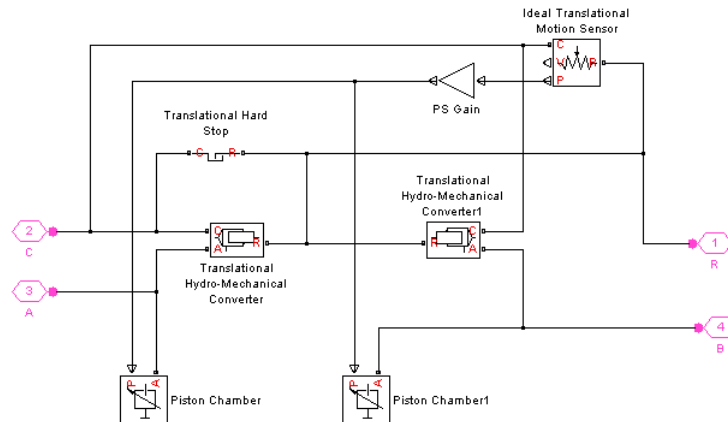 Ideal Translational
Motion Sensor
C
V
R
P
PS Gain
Translational Hard
Stop
C
R
Translational
Hydro-Mechanical
Converter1
2
C
C
A
R
R
C
A
1
R
Translational
Hydro-Mechanical
Converter
3
A
4
B
P
A
Piston Chamber
P
A
Piston Chamber1